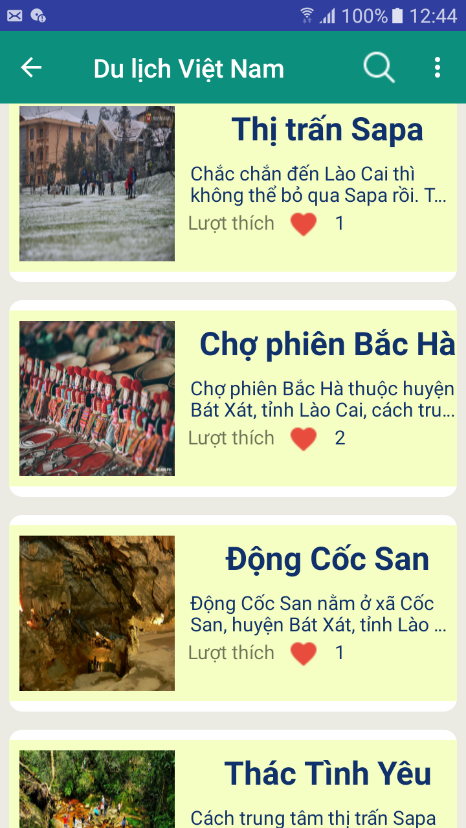 100% 12:44
Du lịch Việt Nam
Thị trấn Sapa
Chắc chắn đến Lào Cai thì
không thể bỏ qua Sapa rồi. T...
Lượt thích 1
Chợ phiên Bắc Hà
Chợ phiên Bắc Hà thuộc huyện
Bát Xát, tỉnh Lào Cai, cách tru...
Lượt thích 2
Động Cốc San
Động Cốc San nằm ở xã Cốc
San, huyện Bát Xát, tỉnh Lào ...
Lượt thích 1
Thác Tình Yêu
Cách trung tâm thị trấn Sapa